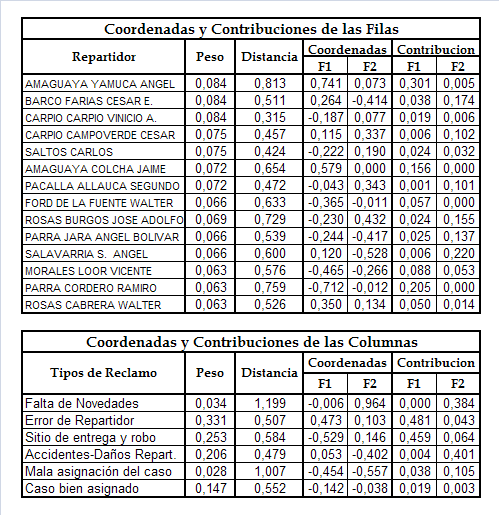 Coordenadas y Contribuciones de las Filas
Repartidor Peso Distancia Coordenadas Contribucion
F1 F2 F1 F2
AMAGUAYA YAMUCA ANGEL 0,084 0,813 0,741 0,073 0,301 0,005
BARCO FARIAS CESAR E. 0,084 0,511 0,264 -0,414 0,038 0,174
CARPIO CARPIO VINICIO A. 0,084 0,315 -0,187 0,077 0,019 0,006
CARPIO CAMPOVERDE CESAR 0,075 0,457 0,115 0,337 0,006 0,102
SALTOS CARLOS 0,075 0,424 -0,222 0,190 0,024 0,032
AMAGUAYA COLCHA JAIME 0,072 0,654 0,579 0,000 0,156 0,000
PACALLA ALLAUCA SEGUNDO 0,072 0,472 -0,043 0,343 0,001 0,101
FORD DE LA FUENTE WALTER 0,066 0,633 -0,365 -0,011 0,057 0,000
ROSAS BURGOS JOSE ADOLFO 0,069 0,729 -0,230 0,432 0,024 0,155
PARRA JARA ANGEL BOLIVAR 0,066 0,539 -0,244 -0,417 0,025 0,137
SALAVARRIA S. ANGEL 0,066 0,600 0,120 -0,528 0,006 0,220
MORALES LOOR VICENTE 0,063 0,576 -0,465 -0,266 0,088 0,053
PARRA CORDERO RAMIRO 0,063 0,759 -0,712 -0,012 0,205 0,000
ROSAS CABRERA WALTER 0,063 0,526 0,350 0,134 0,050 0,014
Coordenadas y Contribuciones de las Columnas
Tipos de Reclamo Peso Distancia Coordenadas Contribucion
F1 F2 F1 F2
Falta de Novedades 0,034 1,199 -0,006 0,964 0,000 0,384
Error de Repartidor 0,331 0,507 0,473 0,103 0,481 0,043
Sitio de entrega y robo 0,253 0,584 -0,529 0,146 0,459 0,064
Accidentes-Daños Repart. 0,206 0,479 0,053 -0,402 0,004 0,401
Mala asignación del caso 0,028 1,007 -0,454 -0,557 0,038 0,105
Caso bien asignado 0,147 0,552 -0,142 -0,038 0,019 0,003